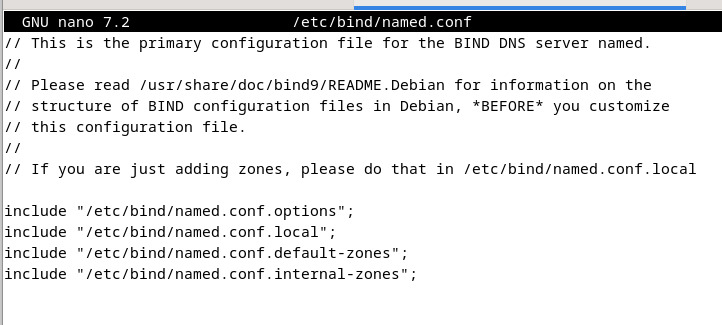 GNU nano 7.2 /etc/bind/named.conf
// This is the primary configuration file for the BIND DNS server named.
//
// Please read /usr/share/doc/bind9/README.Debian for information on the
// structure of BIND configuration files in Debian, *BEFORE* you customize
// this configuration file.
//
// If you are just adding zones, please do that in /etc/bind/named.conf.local
include "/etc/bind/named.conf.options";
include "/etc/bind/named.conf.local";
include "/etc/bind/named.conf.default-zones";
include "/etc/bind/named.conf.internal-zones";